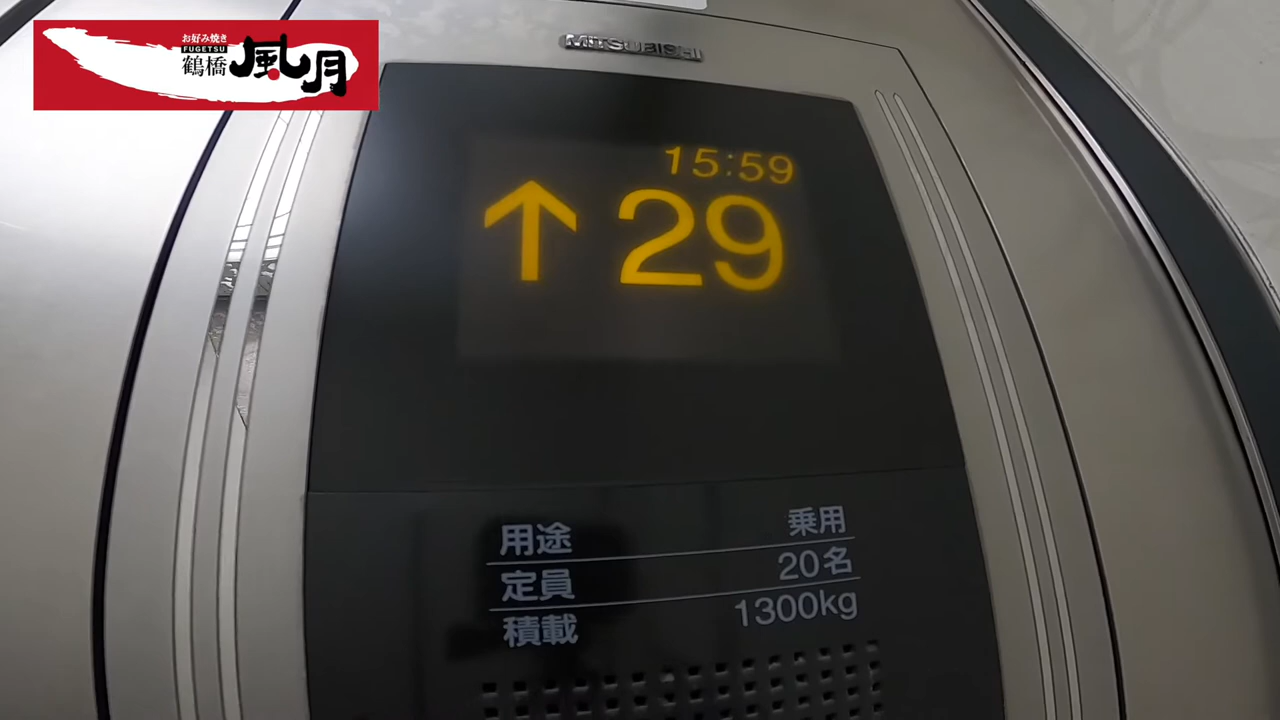 お好み焼き
FUGETSU
鶴橋
風月
MITSUBISHI
15:59
↑29
用途 乗用
定員 20名
積載 1300kg